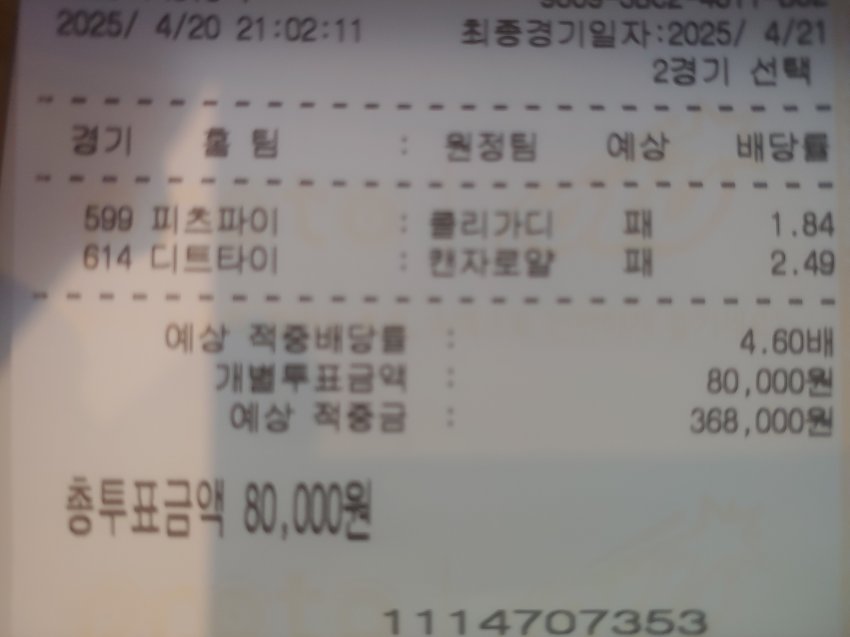 2025/ 4/20 21:02:11 최종경기일자:2025/ 4/21
2경기 선택
경기 홈 팀 : 원정팀 예상 배당률
599 피츠파이 : 클리가디 패 1.84
614 디트타이 : 캔자로얄 패 2.49
예상 적중배당률 : 4.60배
개별투표금액 : 80,000원
예상 적중금 : 368,000원
총투표금액 80,000원
1114707353